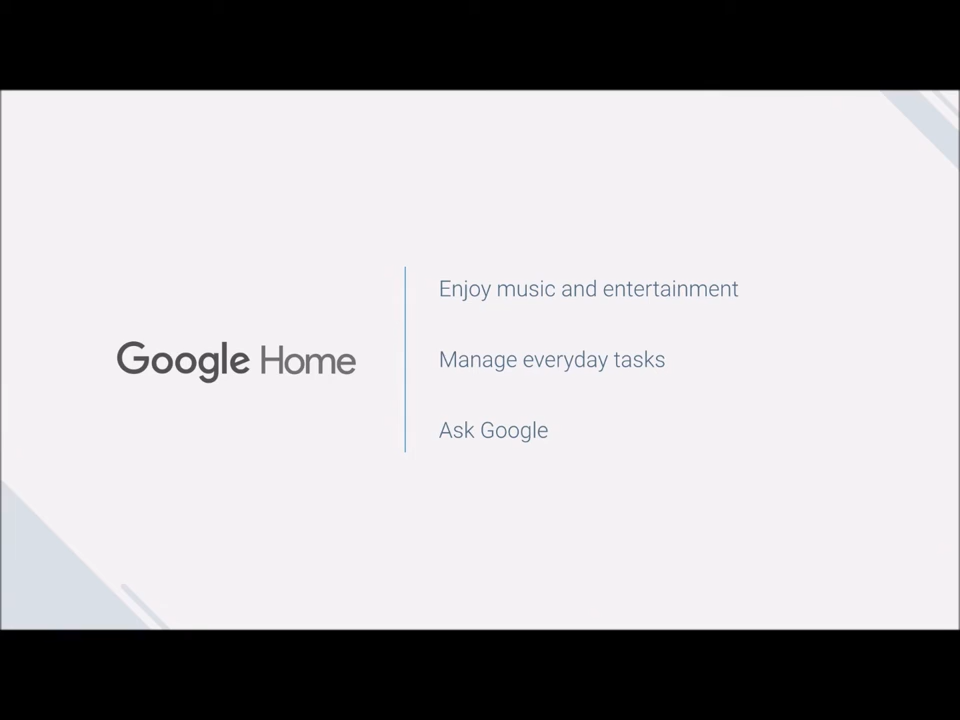 Google Home
Enjoy music and entertainment
Manage everyday tasks
Ask Google